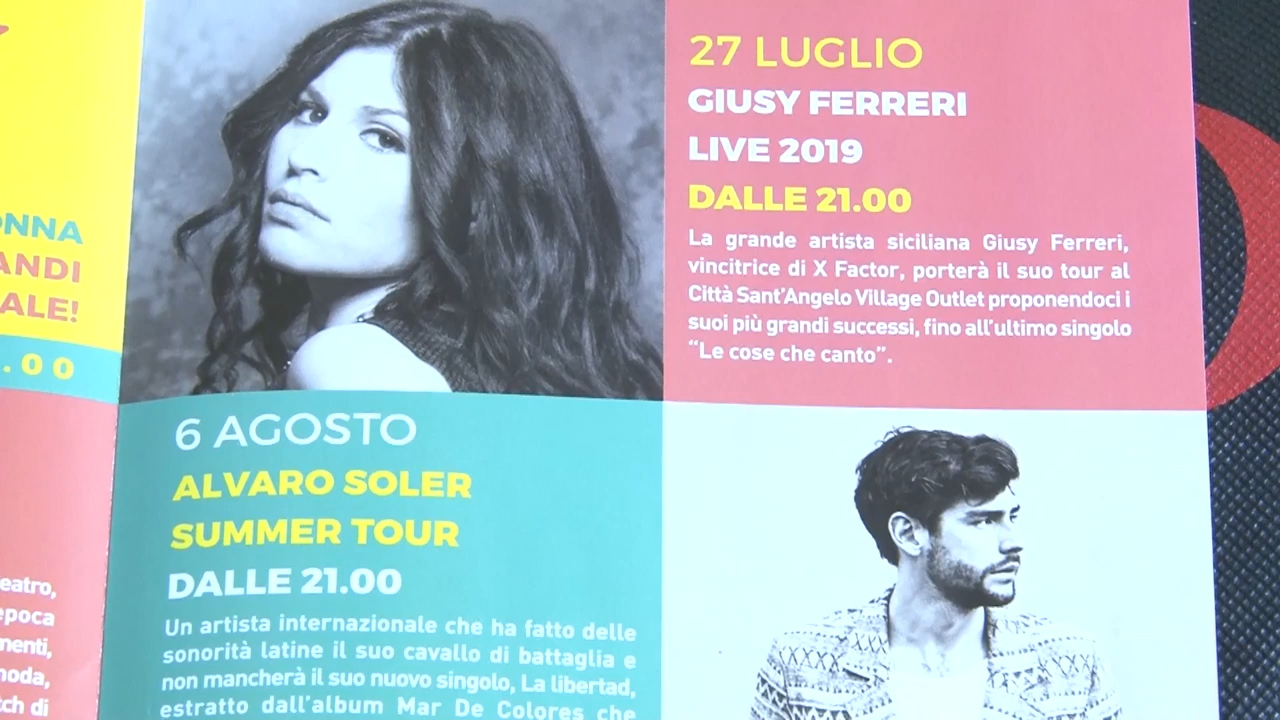 27 LUGLIO
GIUSY FERRERI
LIVE 2019
DALLE 21.00
La grande artista siciliana Giusy Ferreri,
vincitrice di X Factor, porterà il suo tour al
Città Sant'Angelo Village Outlet proponendoci i
suoi più grandi successi, fino all'ultimo singolo
"Le cose che canto".
6 AGOSTO
ALVARO SOLER
SUMMER TOUR
DALLE 21.00
Un artista internazionale che ha fatto delle
sonorità latine il suo cavallo di battaglia e
non mancherà il suo nuovo singolo, La libertad,
estratto dall'album Mar De Colores che
ONNA
ANDI
ALE!
.00
eatro,
epoca
menti,
moda,
tch di